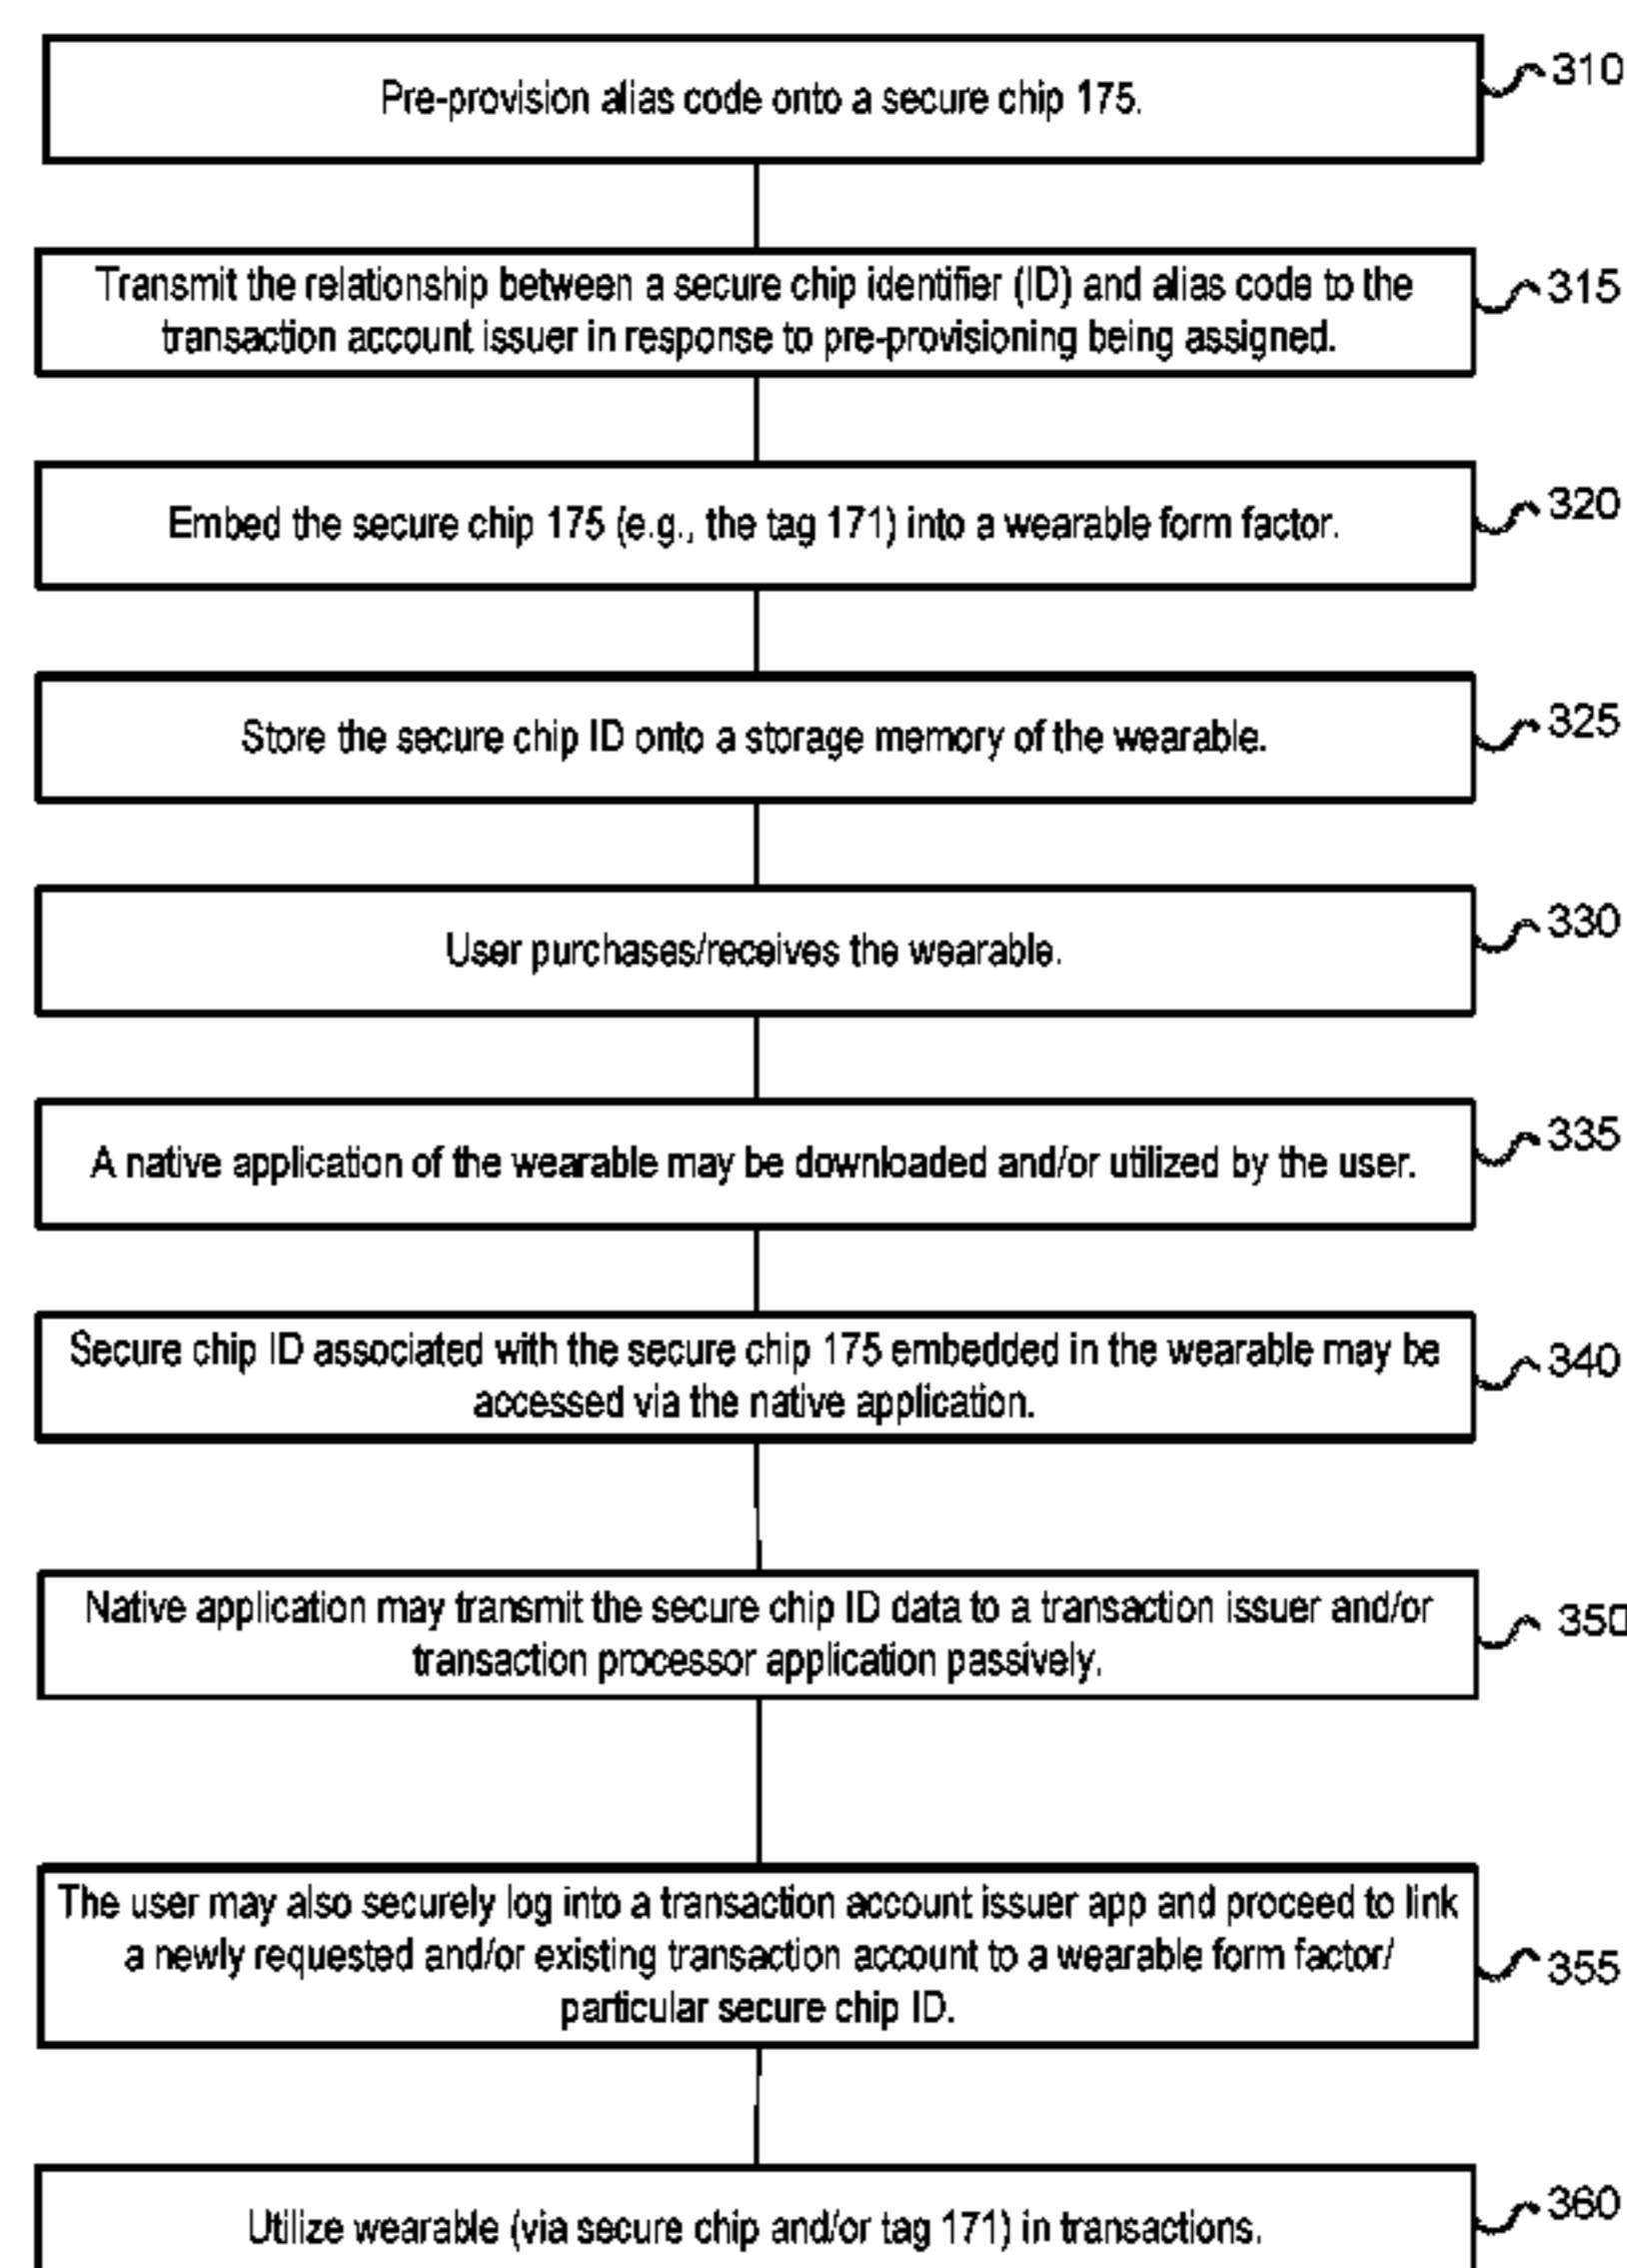 Pre-provision alias code onto a secure chip 175.
310
Transmit the relationship between a secure chip identifier (ID) and alias code to the
transaction account issuer in response to pre-provisioning being assigned.
315
Embed the secure chip 175 (e.g., the tag 171) into a wearable form factor.
320
Store the secure chip ID onto a storage memory of the wearable.
325
User purchases/receives the wearable.
330
A native application of the wearable may be downloaded and/or utilized by the user.
335
Secure chip ID associated with the secure chip 175 embedded in the wearable may be
accessed via the native application.
340
Native application may transmit the secure chip ID data to a transaction issuer and/or
transaction processor application passively.
350
The user may also securely log into a transaction account issuer app and proceed to link
a newly requested and/or existing transaction account to a wearable form factor/
particular secure chip ID.
355
Utilize wearable (via secure chip and/or tag 171) in transactions.
360